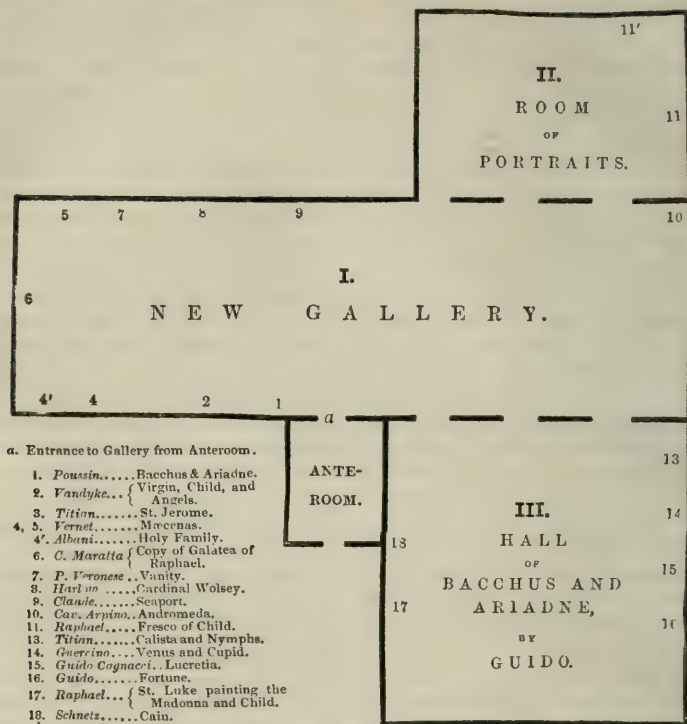 11'
II.
ROOM
OF
PORTRAITS.
11
5 7 8 9 10
I.
6
NEW GALLERY.
4' 4 2 1
a
a. Entrance to Gallery from Anteroom.
1. Poussin......Bacchus & Ariadne.
2. Vandyke...{Virgin, Child, and
Angels.
3. Titian.......St. Jerome.
4, 5. Vernet.......Mæcenas.
4'. Albani.......Holy Family.
6. C. Maratta{Copy of Galatea of
Raphael.
7. P. Veronese..Vanity.
8. .....Cardinal Wolsey.
9. Claude.......Seaport.
10. Cav. Arpino..Andromeda.
11. Raphael.....Fresco of Child.
13. Titian.......Calista and Nymphs.
14. Guercino....Venus and Cupid.
15. Guido Cagnacci..Lucretia.
16. Guido.......Fortune.
17. Raphael...{St. Luke painting the
Madonna and Child.
18. Schnetz......Cain.
ANTE-
ROOM.
13
III.
14
18
HALL
OF
15
BACCHUS AND
17
ARIADNE,
16
BY
GUIDO.